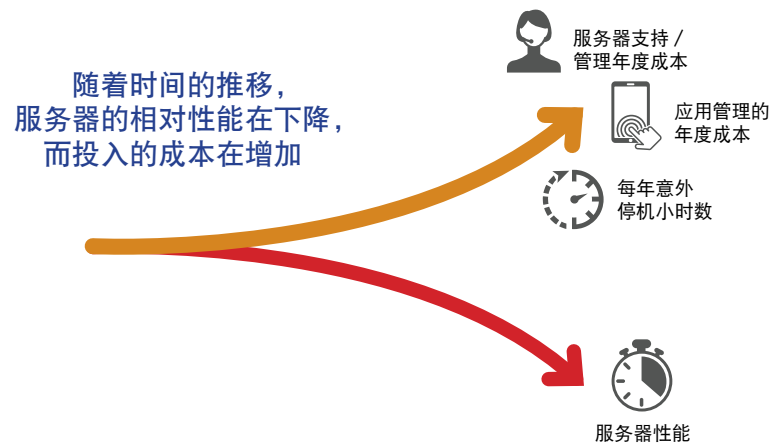 随着时间的推移，
服务器的相对性能在下降，
而投入的成本在增加
服务器支持 /
管理年度成本
应用管理的
年度成本
每年意外
停机小时数
服务器性能